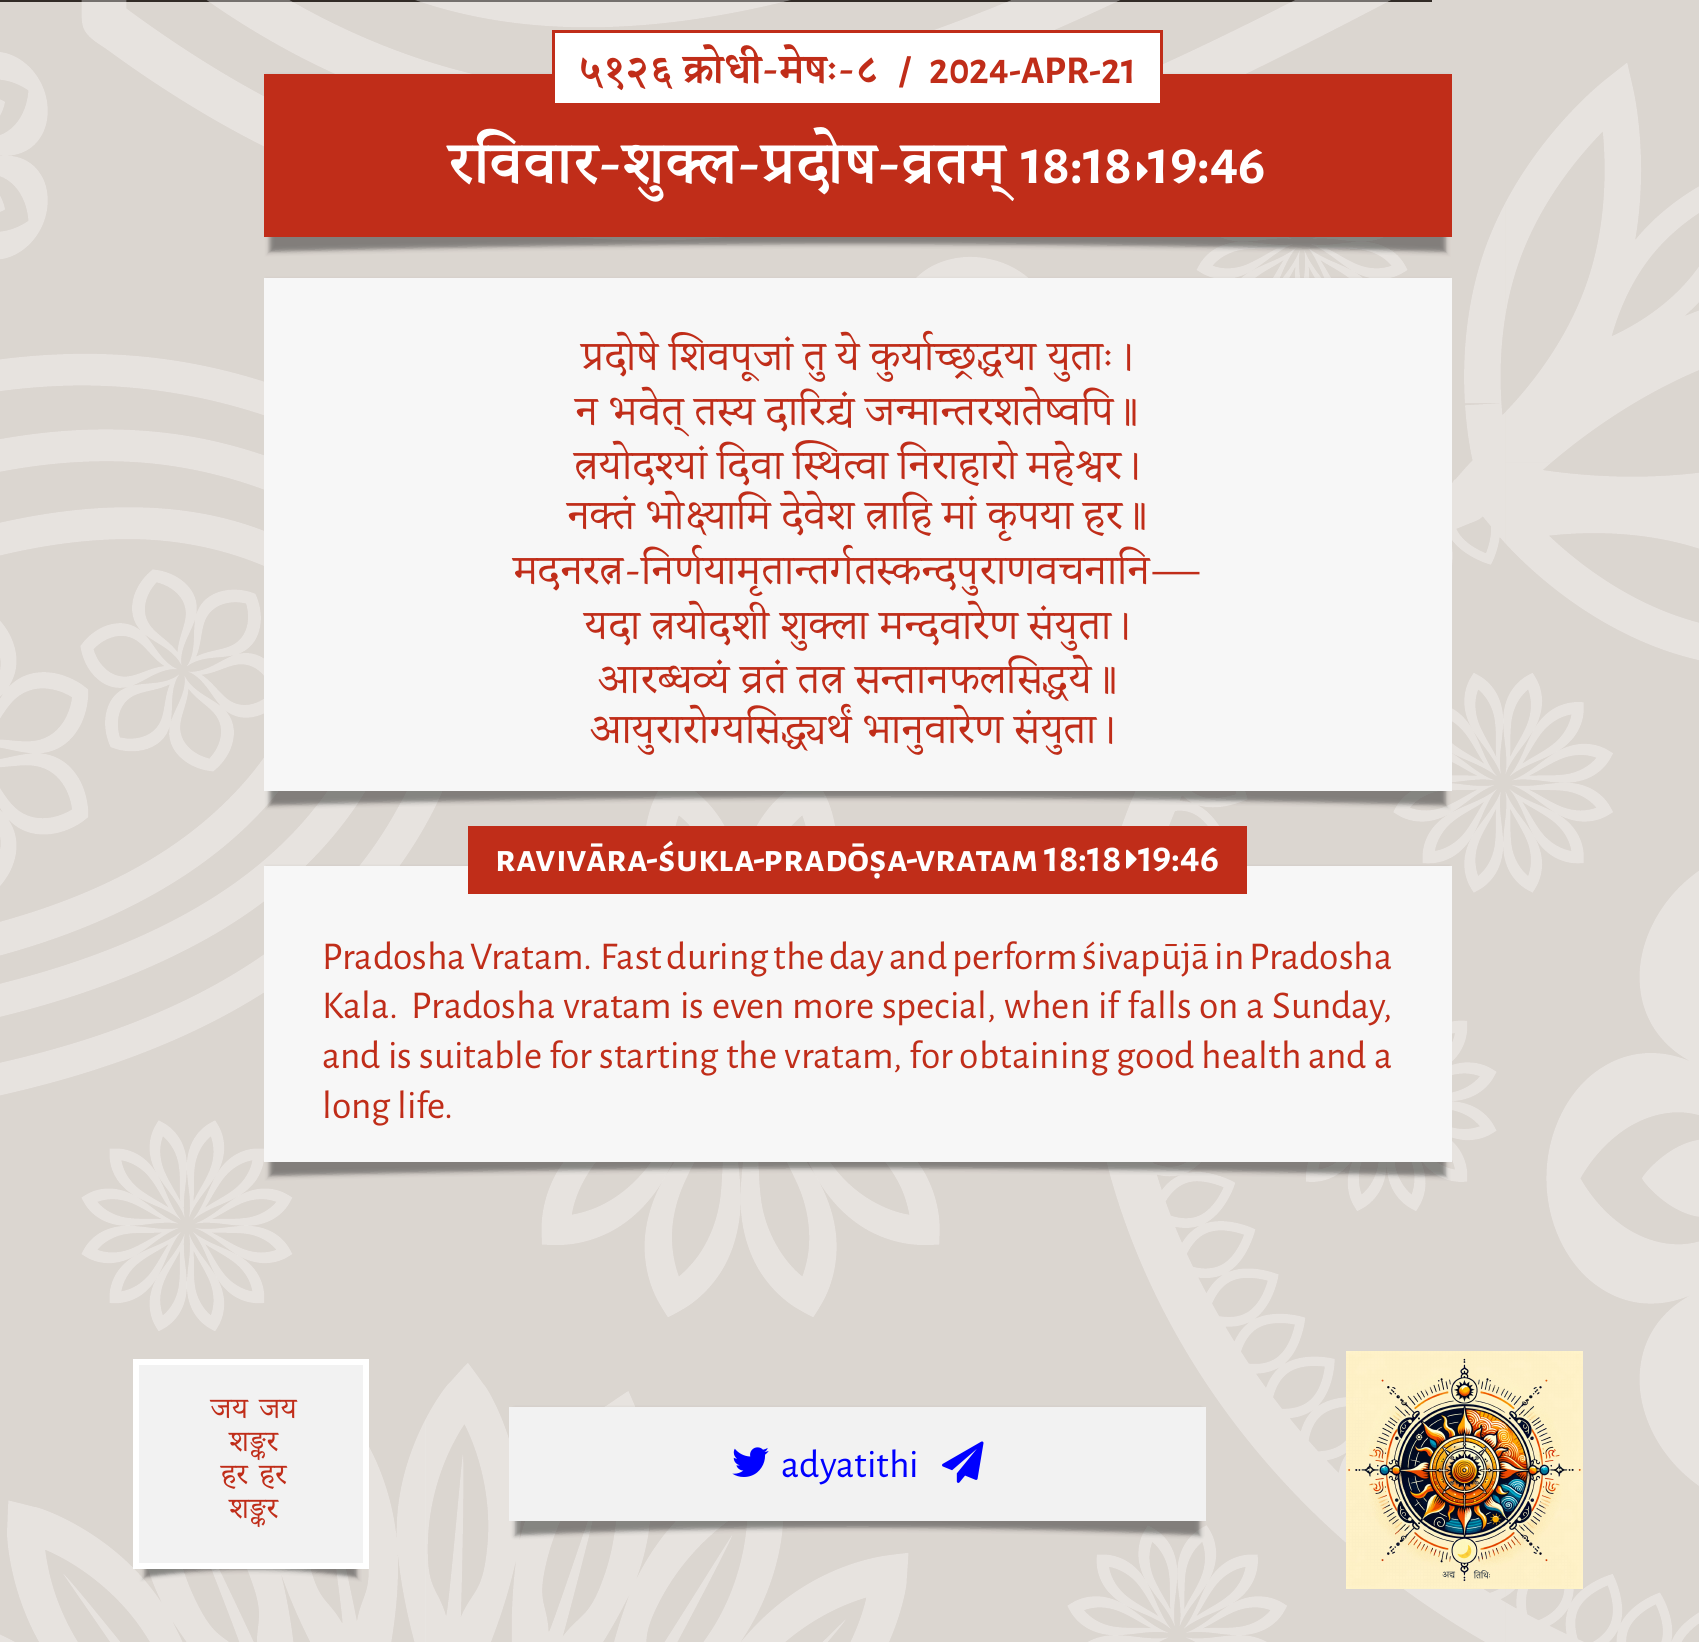 ५१२६ क्रोधी-मेषः-८ / 2024-APR-21
रविवार-शुक्ल-प्रदोष-व्रतम् 18:18▸19:46
प्रदोषे शिवपूजां तु ये कुर्याच्छ्रद्धया युताः।
न भवेत् तस्य दारिद्र्यं जन्मान्तरशतेष्वपि॥
त्रयोदश्यां दिवा स्थित्वा निराहारो महेश्वर।
नक्तं भोक्ष्यामि देवेश त्राहि मां कृपया हर॥
मदनरत्न-निर्णयामृतान्तर्गतस्कन्दपुराणवचनानि—
यदा त्रयोदशी शुक्ला मन्दवारेण संयुता।
आरब्धव्यं व्रतं तत्र सन्तानफलसिद्धये॥
आयुरारोग्यसिद्ध्यर्थं भानुवारेण संयुता।
RAVIVĀRA-ŚUKLA-PRADŌṢA-VRATAM 18:18▸19:46
Pradosha Vratam. Fast during the day and perform śivapūjā in Pradosha
Kala. Pradosha vratam is even more special, when if falls on a Sunday,
and is suitable for starting the vratam, for obtaining good health and a
long life.
जय जय
शङ्कर
हर हर
शङ्कर
adyatithi
अद्य तिथिः